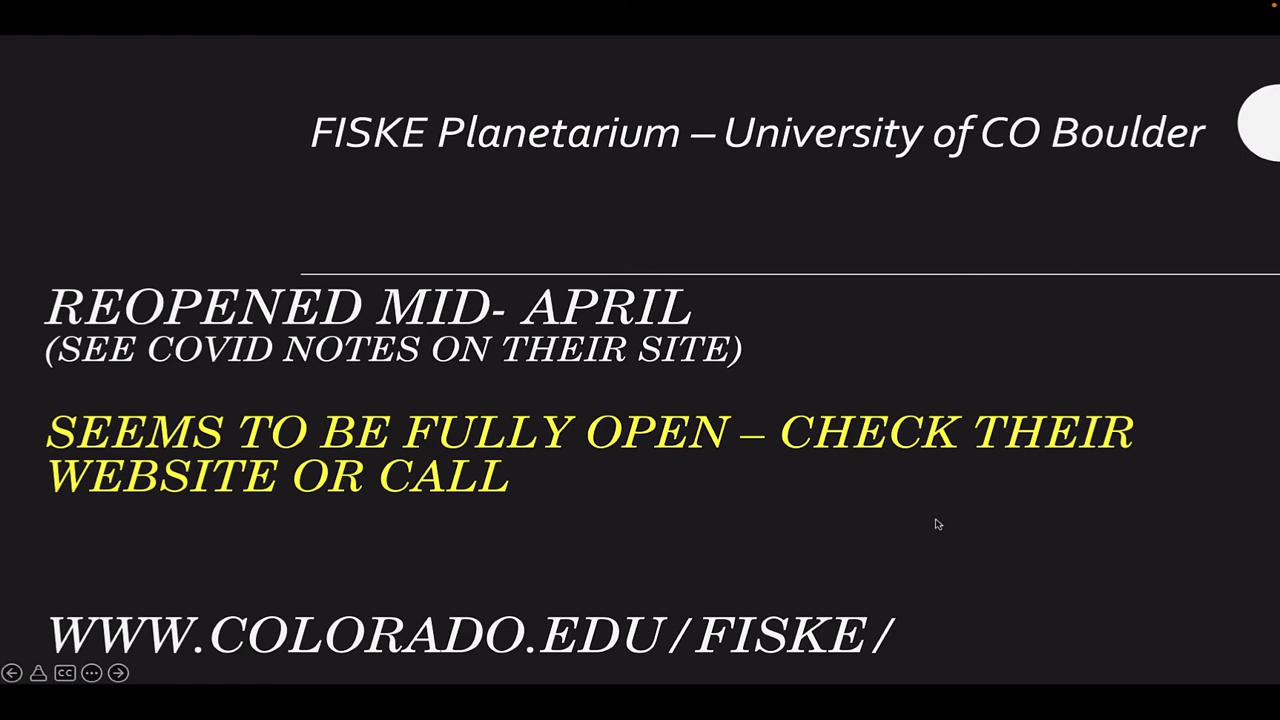 FISKE Planetarium – University of CO Boulder
REOPENED MID- APRIL
(SEE COVID NOTES ON THEIR SITE)
SEEMS TO BE FULLY OPEN – CHECK THEIR
WEBSITE OR CALL
WWW.COLORADO.EDU/FISKE/
CC